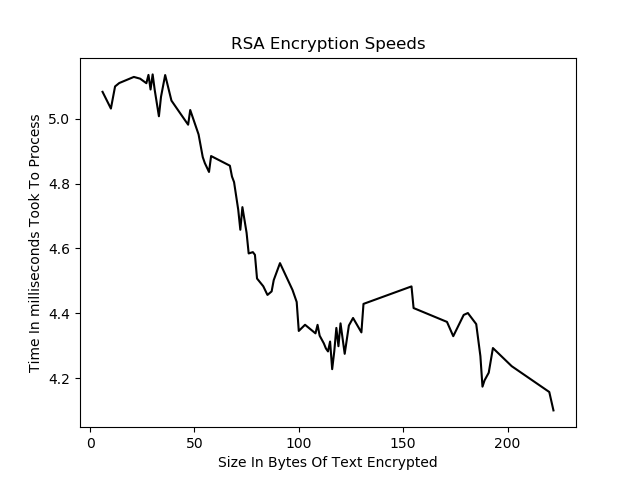 RSA Encryption Speeds
Time In milliseconds Took To Process
5.0
4.8
4.6
4.4
4.2
0 50 100 150 200
Size In Bytes Of Text Encrypted